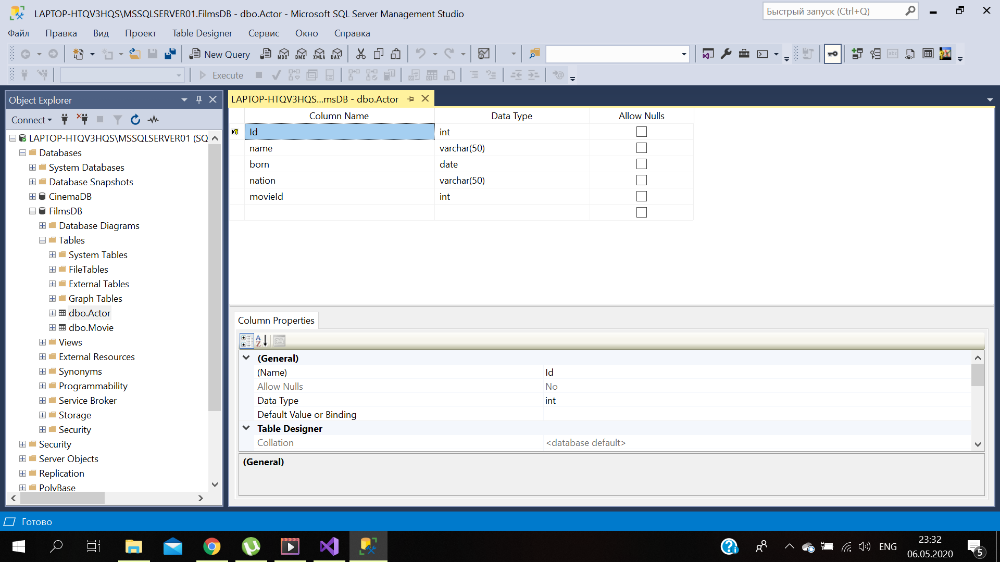 LAPTOP-HTQV3HQS\MSSQLSERVER01.FilmsDB - dbo.Actor - Microsoft SQL Server Management Studio
Быстрый запуск (Ctrl+Q)
Файл Правка Вид Проект Table Designer Сервис Окно Справка
New Query MDX DMX XMLA DAX
Execute
Object Explorer
Connect
LAPTOP-HTQV3HQS\MSSQLSERVER01 (SQ
Databases
System Databases
Database Snapshots
CinemaDB
FilmsDB
Database Diagrams
Tables
System Tables
FileTables
External Tables
Graph Tables
dbo.Actor
dbo.Movie
Views
External Resources
Synonyms
Programmability
Service Broker
Storage
Security
Security
Server Objects
Replication
PolyBase
LAPTOP-HTQV3HQS...msDB - dbo.Actor
Column Name Data Type Allow Nulls
Id int
name varchar(50)
born date
nation varchar(50)
movieId int
Column Properties
(General)
(Name) Id
Allow Nulls No
Data Type int
Default Value or Binding
Table Designer
Collation <database default>
(General)
Готово
ENG
23:32
06.05.2020
5